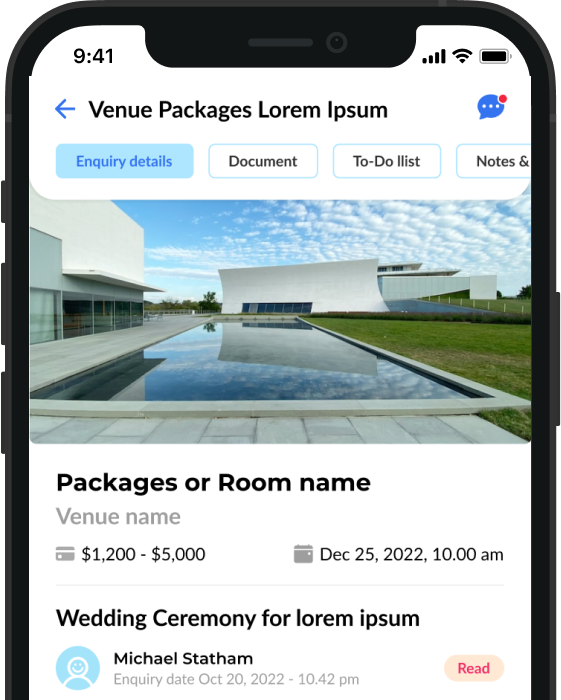 9:41
Venue Packages Lorem Ipsum
Enquiry details Document To-Do llist Notes &
Packages or Room name
Venue name
$1,200 - $5,000 Dec 25, 2022, 10.00 am
Wedding Ceremony for lorem ipsum
Michael Statham
Enquiry date Oct 20, 2022 - 10.42 pm
Read